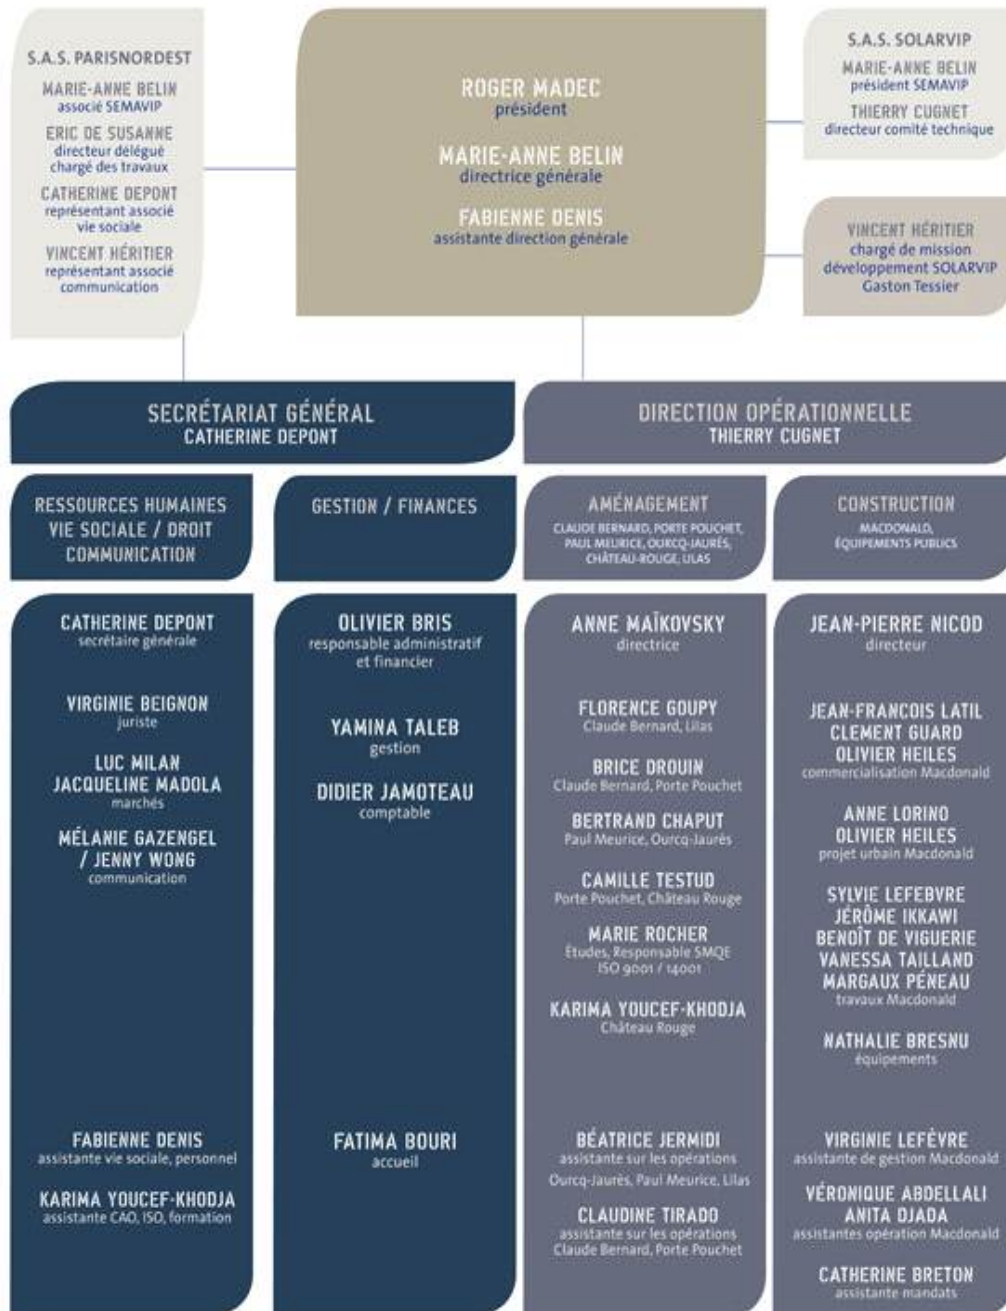 S.A.S. PARISNORDEST
MARIE-ANNE BELIN
associé SEMAVIP
ERIC DE SUSANNE
directeur délégué
chargé des travaux
CATHERINE DEPONT
représentant associé
vie sociale
VINCENT HÉRITIER
représentant associé
communication
ROGER MADEC
président
MARIE-ANNE BELIN
directrice générale
FABIENNE DENIS
assistante direction générale
S.A.S. SOLARVIP
MARIE-ANNE BELIN
président SEMAVIP
THIERRY CUGNET
directeur comité technique
VINCENT HÉRITIER
chargé de mission
développement SOLARVIP
Gaston Tessier
SECRÉTARIAT GÉNÉRAL
CATHERINE DEPONT
DIRECTION OPÉRATIONNELLE
THIERRY CUGNET
RESSOURCES HUMAINES
VIE SOCIALE / DROIT
COMMUNICATION
CATHERINE DEPONT
secrétaire générale
VIRGINIE BEIGNON
juriste
LUC MILAN
JACQUELINE MADOLA
marchés
MÉLANIE GAZENGEL
/ JENNY WONG
communication
FABIENNE DENIS
assistante vie sociale, personnel
KARIMA YOUCEF-KHODJA
assistante CAO, ISO, formation
GESTION / FINANCES
OLIVIER BRIS
responsable administratif
et financier
YAMINA TALEB
gestion
DIDIER JAMOTEAU
comptable
FATIMA BOURI
accueil
AMÉNAGEMENT
CLAUDE BERNARD, PORTE POUCHET,
PAUL MEURICE, OURCQ-JAURÈS,
CHÂTEAU-ROUGE, LILAS
ANNE MAÏKOVSKY
directrice
FLORENCE GOUPY
Claude Bernard, Lilas
BRICE DROUIN
Claude Bernard, Porte Pouchet
BERTRAND CHAPUT
Paul Meurice, Ourcq-Jaurès
CAMILLE TESTUD
Porte Pouchet, Château Rouge
MARIE ROCHER
Études, Responsable SMQE
ISO 9001 / 14001
KARIMA YOUCEF-KHODJA
Château Rouge
BÉATRICE JERMIDI
assistante sur les opérations
Ourcq-Jaurès, Paul Meurice, Lilas
CLAUDINE TIRADO
assistante sur les opérations
Claude Bernard, Porte Pouchet
CONSTRUCTION
MACDONALD,
ÉQUIPEMENTS PUBLICS
JEAN-PIERRE NICOD
directeur
JEAN-FRANCOIS LATIL
CLEMENT GUARD
OLIVIER HEILES
commercialisation Macdonald
ANNE LORINO
OLIVIER HEILES
projet urbain Macdonald
SYLVIE LEFEBVRE
JÉRÔME IKKAWI
BENOÎT DE VIGUERIE
VANESSA TAILLAND
MARGAUX PÉNEAU
travaux Macdonald
NATHALIE BRESNU
équipements
VIRGINIE LEFÈVRE
assistante de gestion Macdonald
VÉRONIQUE ABDELLALI
ANITA DJADA
assistantes opération Macdonald
CATHERINE BRETON
assistante mandats